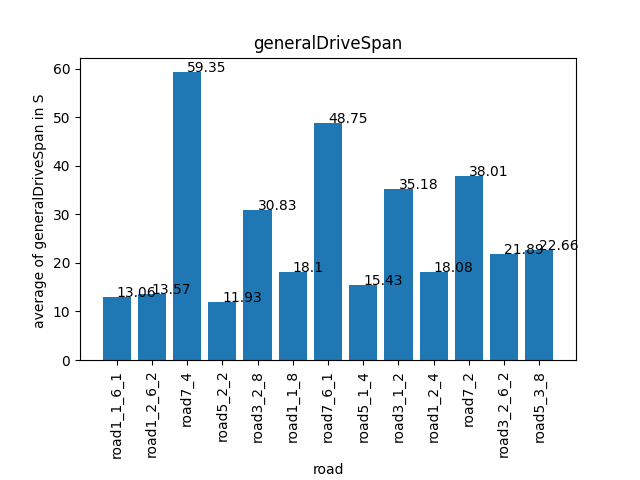 generalDriveSpan
average of generalDriveSpan in S
60
50
40
30
20
10
0
13.06
13.57
59.35
11.93
30.83
18.1
48.75
15.43
35.18
18.08
38.01
21.89
22.66
road1_1_6_1
road1_2_6_2
road7_4
road5_2_2
road3_2_8
road1_1_8
road7_6_1
road5_1_4
road3_1_2
road1_2_4
road7_2
road3_2_6_2
road5_3_8
road